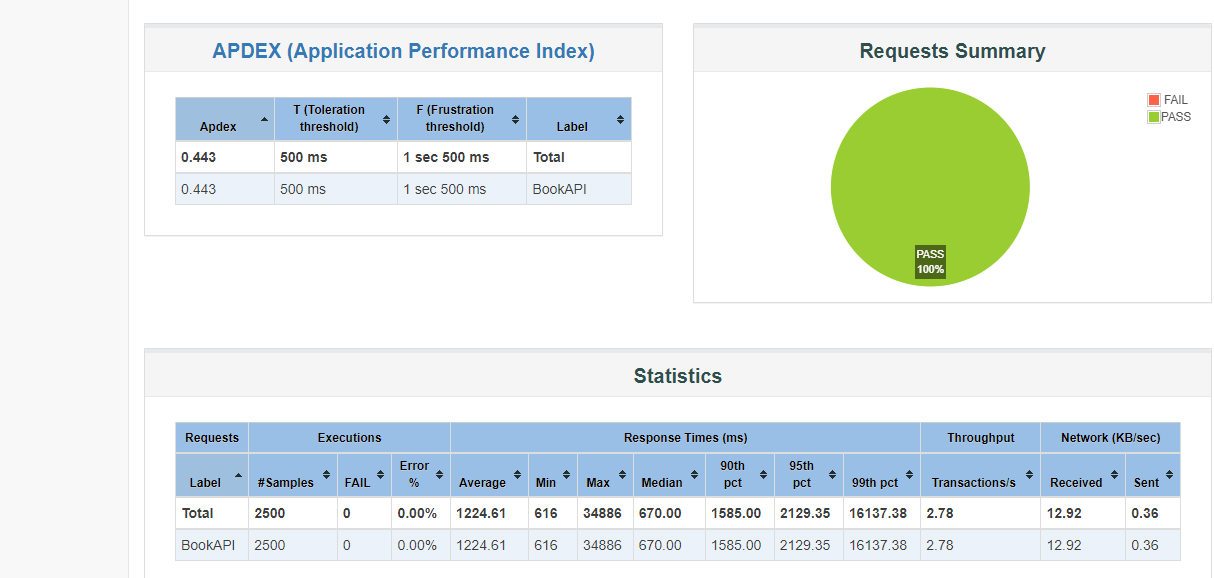 APDEX (Application Performance Index)
Apdex T (Toleration threshold) F (Frustration threshold) Label
0.443 500 ms 1 sec 500 ms Total
0.443 500 ms 1 sec 500 ms BookAPI
Requests Summary
FAIL
PASS
PASS
100%
Statistics
Requests Executions Response Times (ms) Throughput Network (KB/sec)
Label #Samples FAIL Error % Average Min Max Median 90th pct 95th pct 99th pct Transactions/s Received Sent
Total 2500 0 0.00% 1224.61 616 34886 670.00 1585.00 2129.35 16137.38 2.78 12.92 0.36
BookAPI 2500 0 0.00% 1224.61 616 34886 670.00 1585.00 2129.35 16137.38 2.78 12.92 0.36